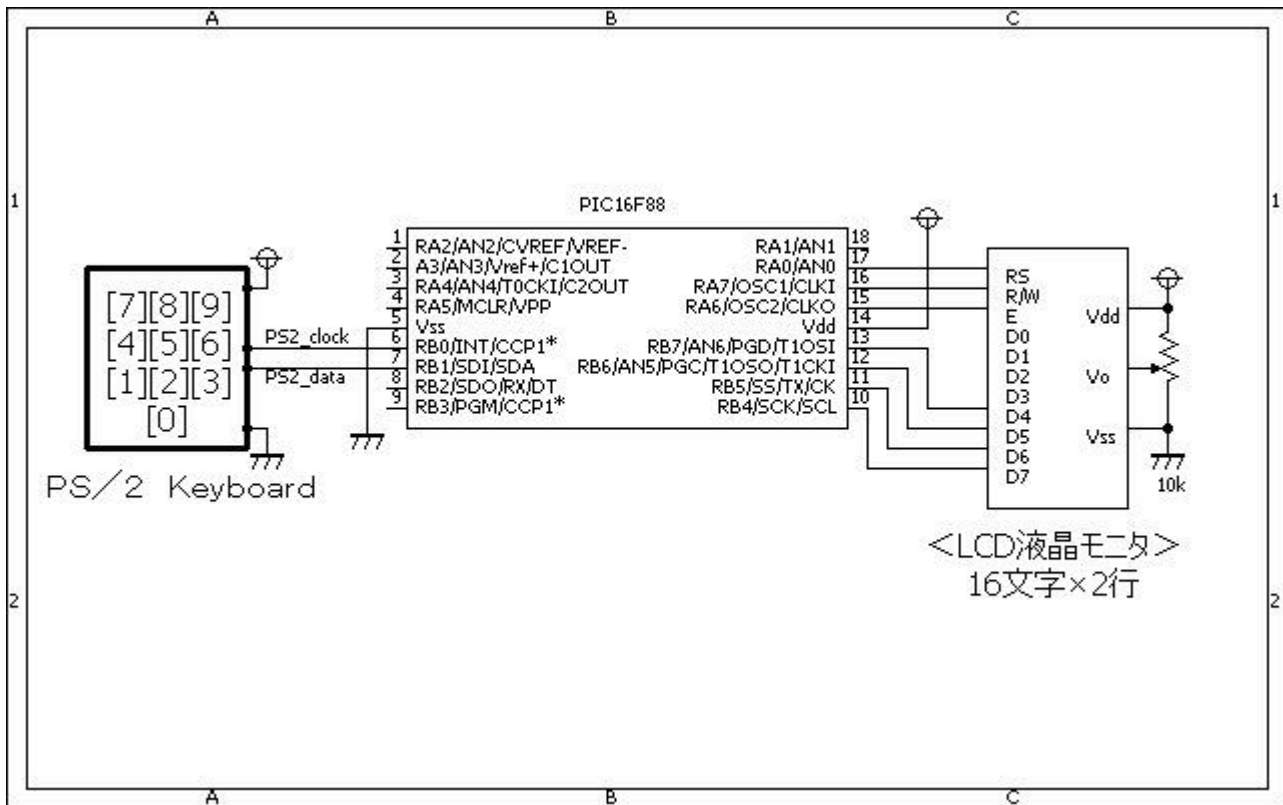 A B C
1 1
PIC16F88
1 RA2/AN2/CVREF/VREF- RA1/AN1 18
2 A3/AN3/Vref+/C1OUT RA0/AN0 17
3 RA4/AN4/T0CKI/C2OUT RA7/OSC1/CLKI 16
4 RA5/MCLR/VPP RA6/OSC2/CLKO 15
5 Vss Vdd 14
6 RB0/INT/CCP1* RB7/AN6/PGD/T1OSI 13
7 RB1/SDI/SDA RB6/AN5/PGC/T1OSO/T1CKI 12
8 RB2/SDO/RX/DT RB5/SS/TX/CK 11
9 RB3/PGM/CCP1* RB4/SCK/SCL 10
[7][8][9]
[4][5][6]
[1][2][3]
[0]
PS2_clock
PS2_data
PS/2 Keyboard
RS
R/W
E
D0
D1
D2
D3
D4
D5
D6
D7
Vdd
Vo
Vss
10k
<LCD液晶モニタ>
16文字×2行
2 2
A B C